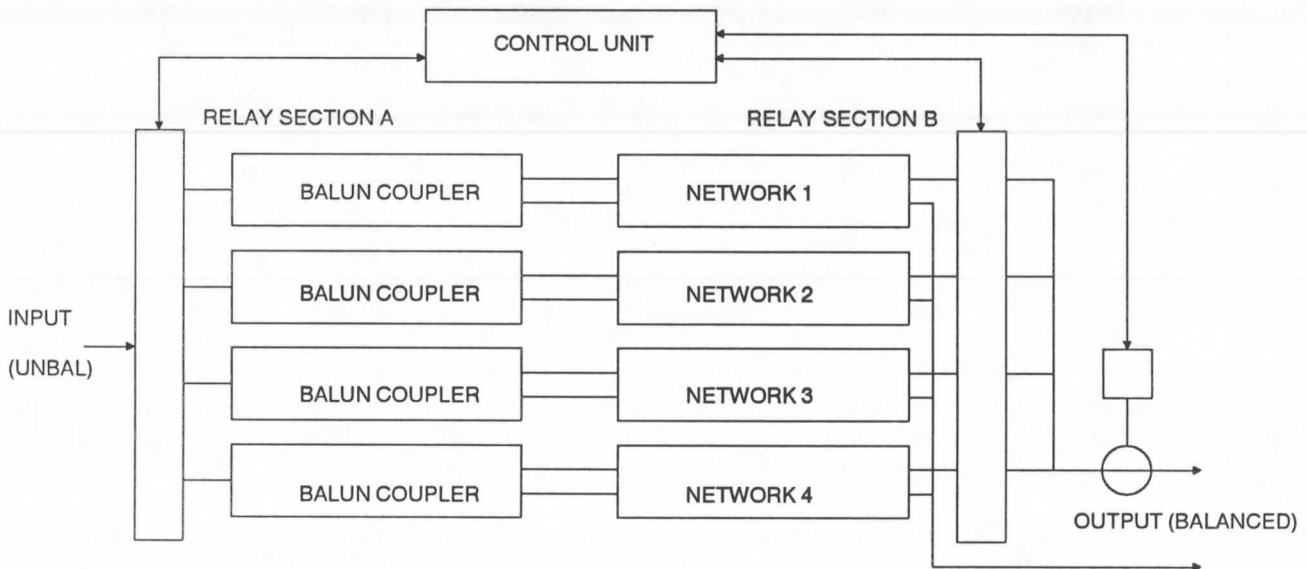 CONTROL UNIT
RELAY SECTION A
RELAY SECTION B
BALUN COUPLER
NETWORK 1
BALUN COUPLER
NETWORK 2
INPUT
(UNBAL)
BALUN COUPLER
NETWORK 3
BALUN COUPLER
NETWORK 4
OUTPUT (BALANCED)